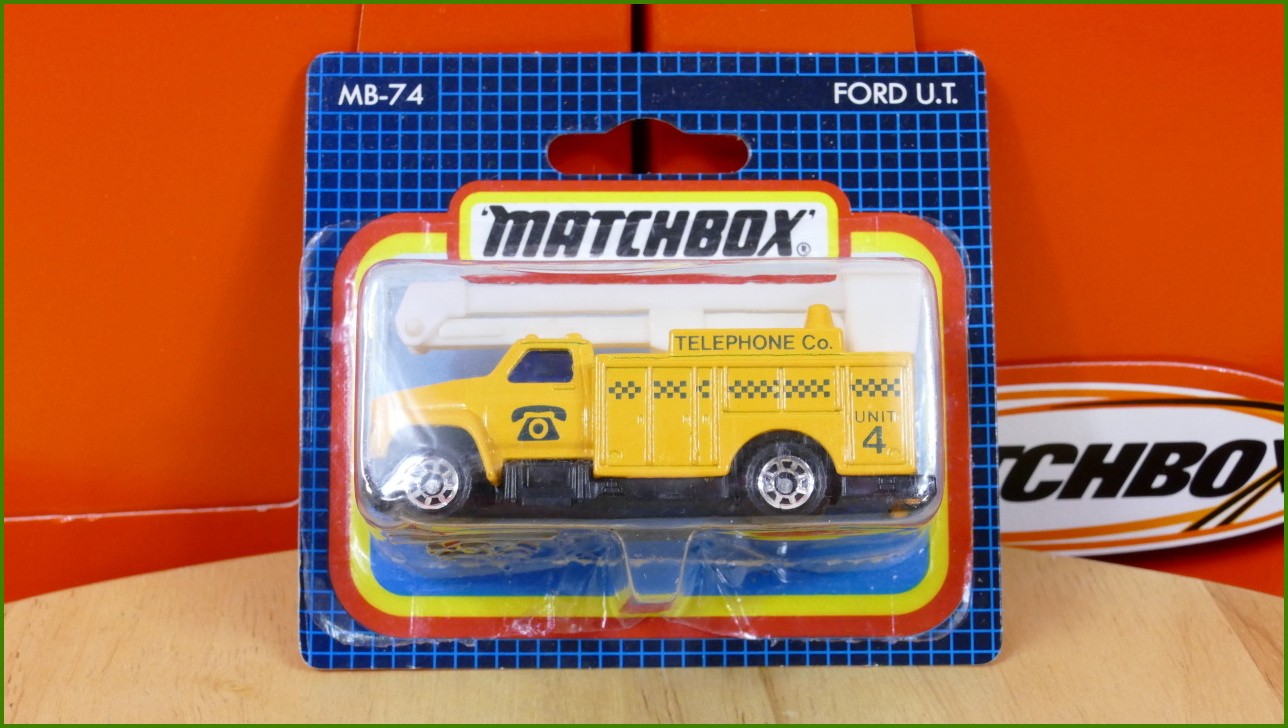 MB-74
FORD U.T.
'MATCHBOX'®
TELEPHONE Co.
UNIT
4
TCHBOX